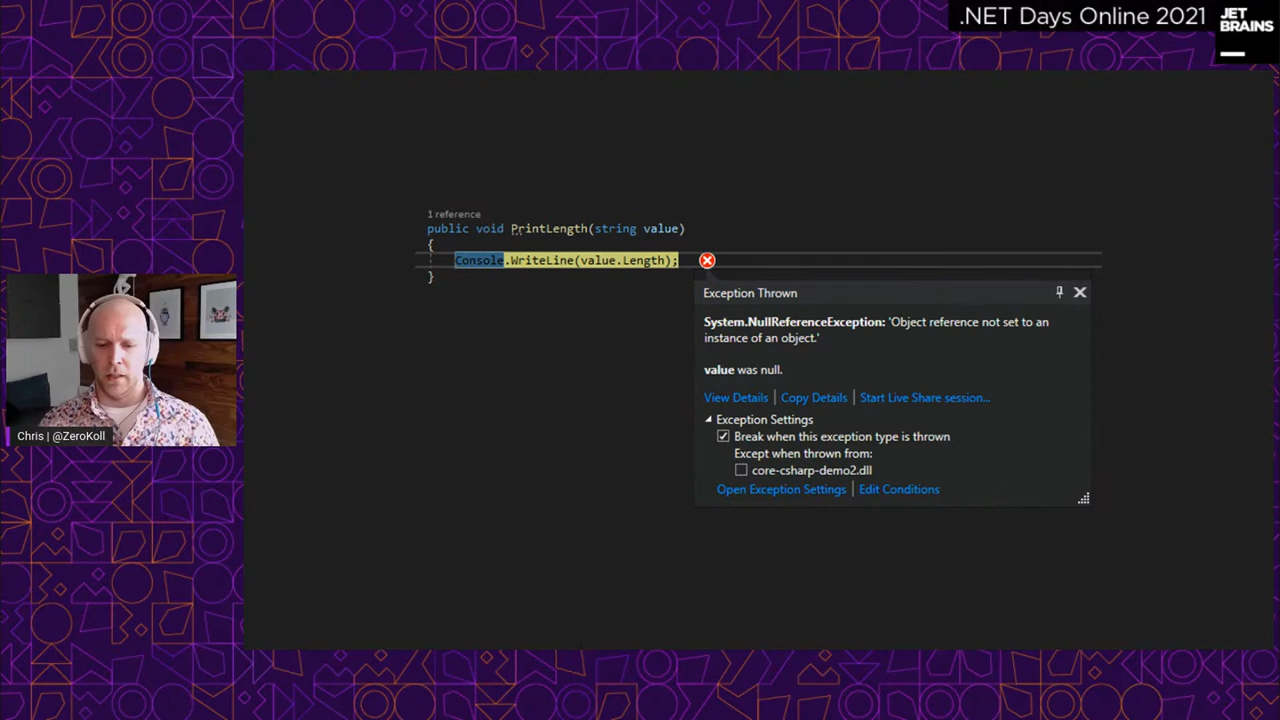 .NET Days Online 2021
JET
BRAINS
1 reference
public void PrintLength(string value)
{
Console.WriteLine(value.Length);
}
Exception Thrown
System.NullReferenceException: 'Object reference not set to an
instance of an object.'
value was null.
View Details | Copy Details | Start Live Share session...
Exception Settings
Break when this exception type is thrown
Except when thrown from:
core-csharp-demo2.dll
Open Exception Settings | Edit Conditions
Chris | @ZeroKoll